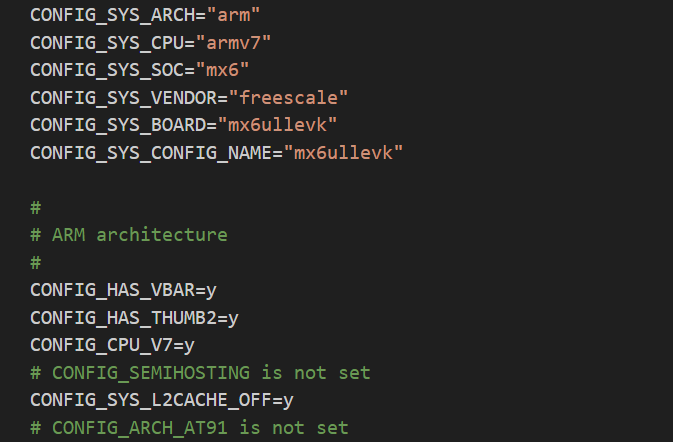 CONFIG_SYS_ARCH="arm"
CONFIG_SYS_CPU="armv7"
CONFIG_SYS_SOC="mx6"
CONFIG_SYS_VENDOR="freescale"
CONFIG_SYS_BOARD="mx6ullevk"
CONFIG_SYS_CONFIG_NAME="mx6ullevk"
#
# ARM architecture
#
CONFIG_HAS_VBAR=y
CONFIG_HAS_THUMB2=y
CONFIG_CPU_V7=y
# CONFIG_SEMIHOSTING is not set
CONFIG_SYS_L2CACHE_OFF=y
# CONFIG_ARCH_AT91 is not set